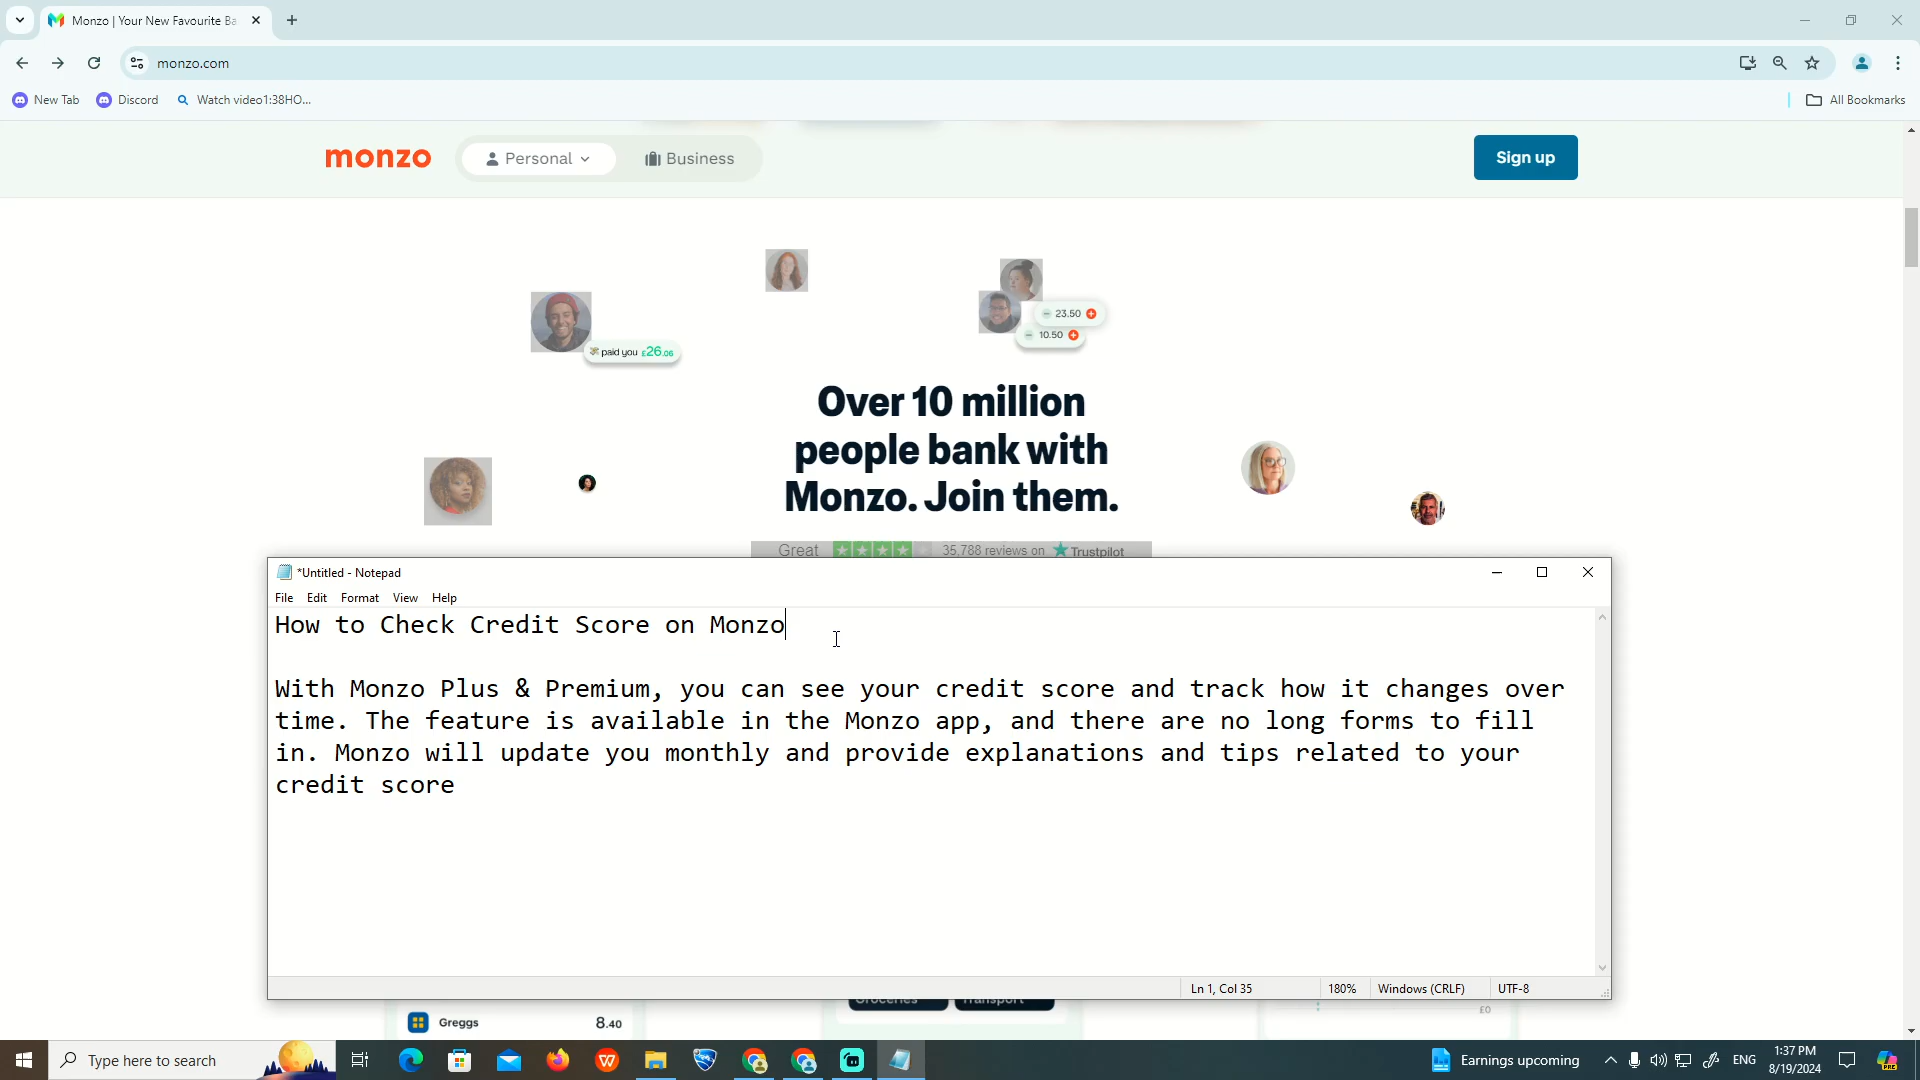 Monzo | Your New Favourite Ba
monzo.com
New Tab
Discord
Watch video1:38HO...
All Bookmarks
monzo
Personal
Business
Sign up
23.50
10.50
paid you £26.06
Over 10 million
people bank with
Monzo. Join them.
Great
35,788 reviews on
Trustpilot
*Untitled - Notepad
File Edit Format View Help
How to Check Credit Score on Monzo
With Monzo Plus & Premium, you can see your credit score and track how it changes over
time. The feature is available in the Monzo app, and there are no long forms to fill
in. Monzo will update you monthly and provide explanations and tips related to your
credit score
Ln 1, Col 35
180%
Windows (CRLF)
UTF-8
Groceries
Transport
£0
Greggs
8.40
Type here to search
Earnings upcoming
ENG
1:37 PM
8/19/2024
PRE